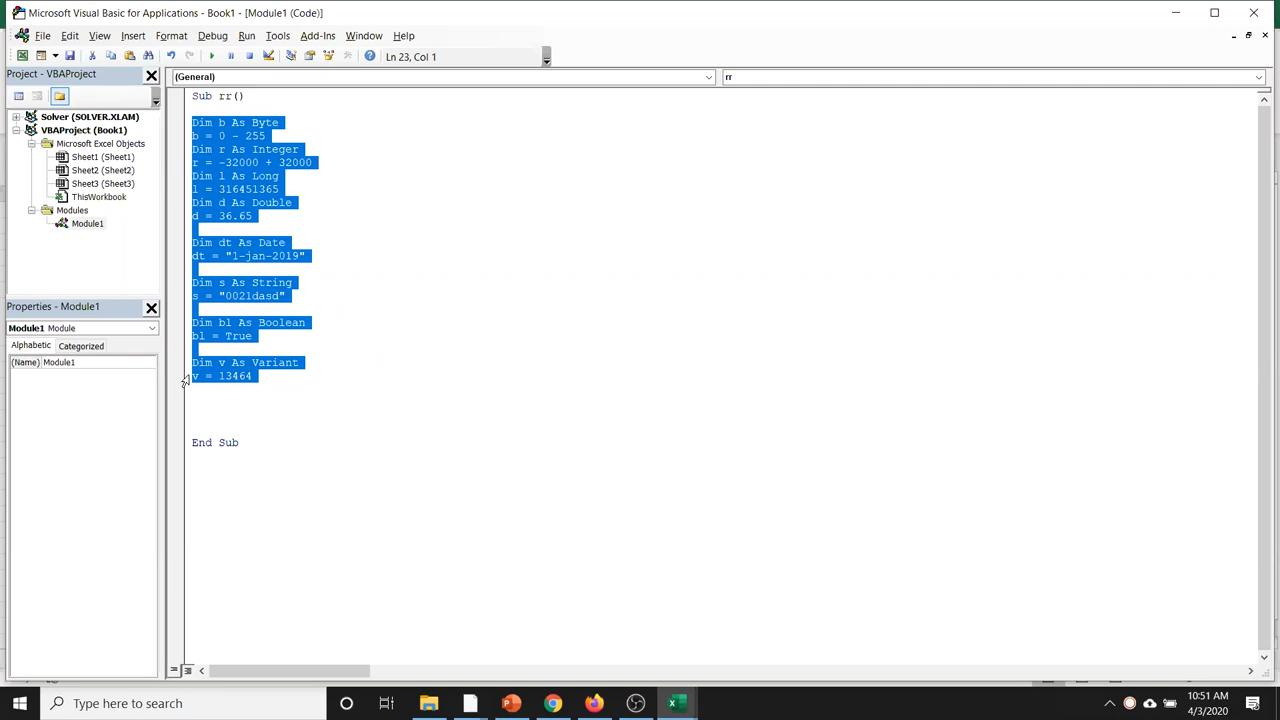 Microsoft Visual Basic for Applications - Book1 - [Module1 (Code)]
File Edit View Insert Format Debug Run Tools Add-Ins Window Help
Ln 23, Col 1
Project - VBAProject
(General)
rr
Solver (SOLVER.XLAM)
VBAProject (Book1)
Microsoft Excel Objects
Sheet1 (Sheet1)
Sheet2 (Sheet2)
Sheet3 (Sheet3)
ThisWorkbook
Modules
Module1
Properties - Module1
Module1 Module
Alphabetic Categorized
(Name) Module1
Sub rr()
Dim b As Byte
b = 0 - 255
Dim r As Integer
r = -32000 + 32000
Dim l As Long
l = 316451365
Dim d As Double
d = 36.65
Dim dt As Date
dt = "1-jan-2019"
Dim s As String
s = "0021dasd"
Dim bl As Boolean
bl = True
Dim v As Variant
v = 13464
End Sub
Type here to search
10:51 AM
4/3/2020